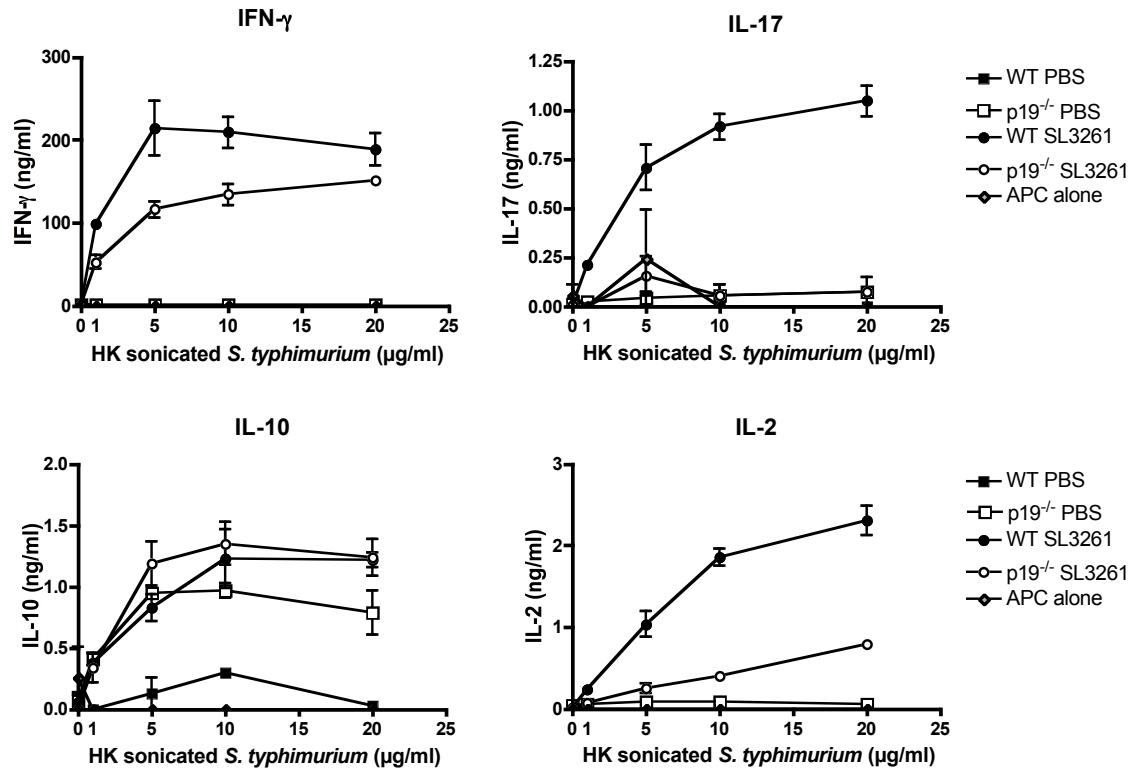 IFN-γ
IFN-γ (ng/ml)
300
200
100
0
0 1 5 10 15 20 25
HK sonicated S. typhimurium (µg/ml)
IL-17
IL-17 (ng/ml)
1.25
1.00
0.75
0.50
0.25
0.00
0 1 5 10 15 20 25
HK sonicated S. typhimurium (µg/ml)
WT PBS
p19-/- PBS
WT SL3261
p19-/- SL3261
APC alone
IL-10
IL-10 (ng/ml)
2.0
1.5
1.0
0.5
0.0
0 1 5 10 15 20 25
HK sonicated S. typhimurium (µg/ml)
IL-2
IL-2 (ng/ml)
3
2
1
0
0 1 5 10 15 20 25
HK sonicated S. typhimurium (µg/ml)
WT PBS
p19-/- PBS
WT SL3261
p19-/- SL3261
APC alone